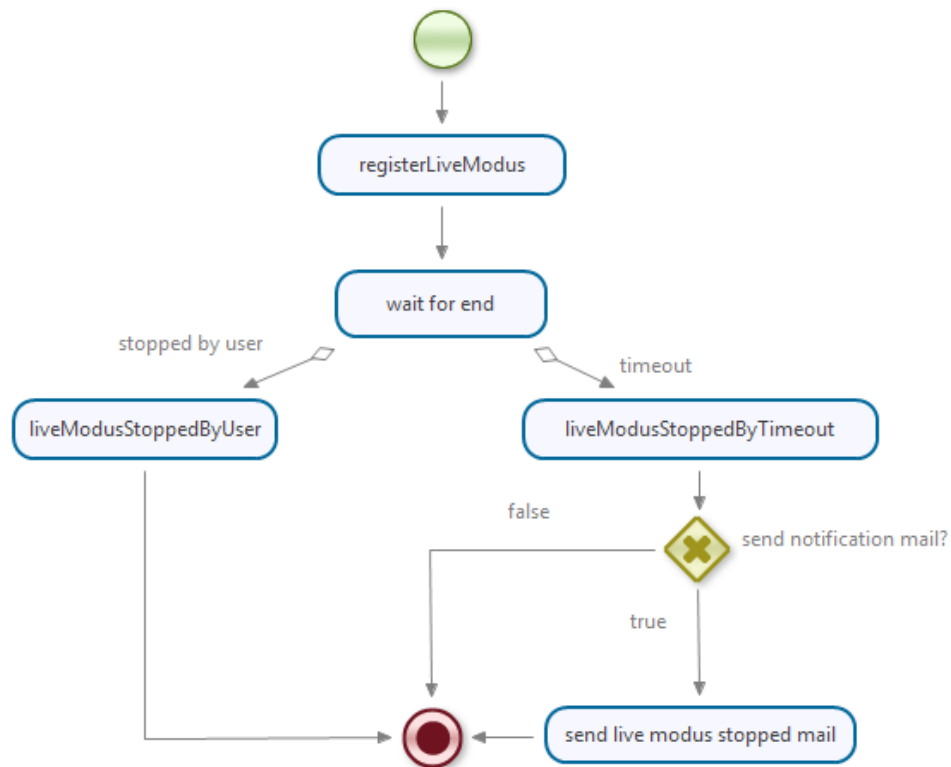 registerLiveModus
wait for end
stopped by user
timeout
liveModusStoppedByUser
liveModusStoppedByTimeout
false
send notification mail?
true
send live modus stopped mail